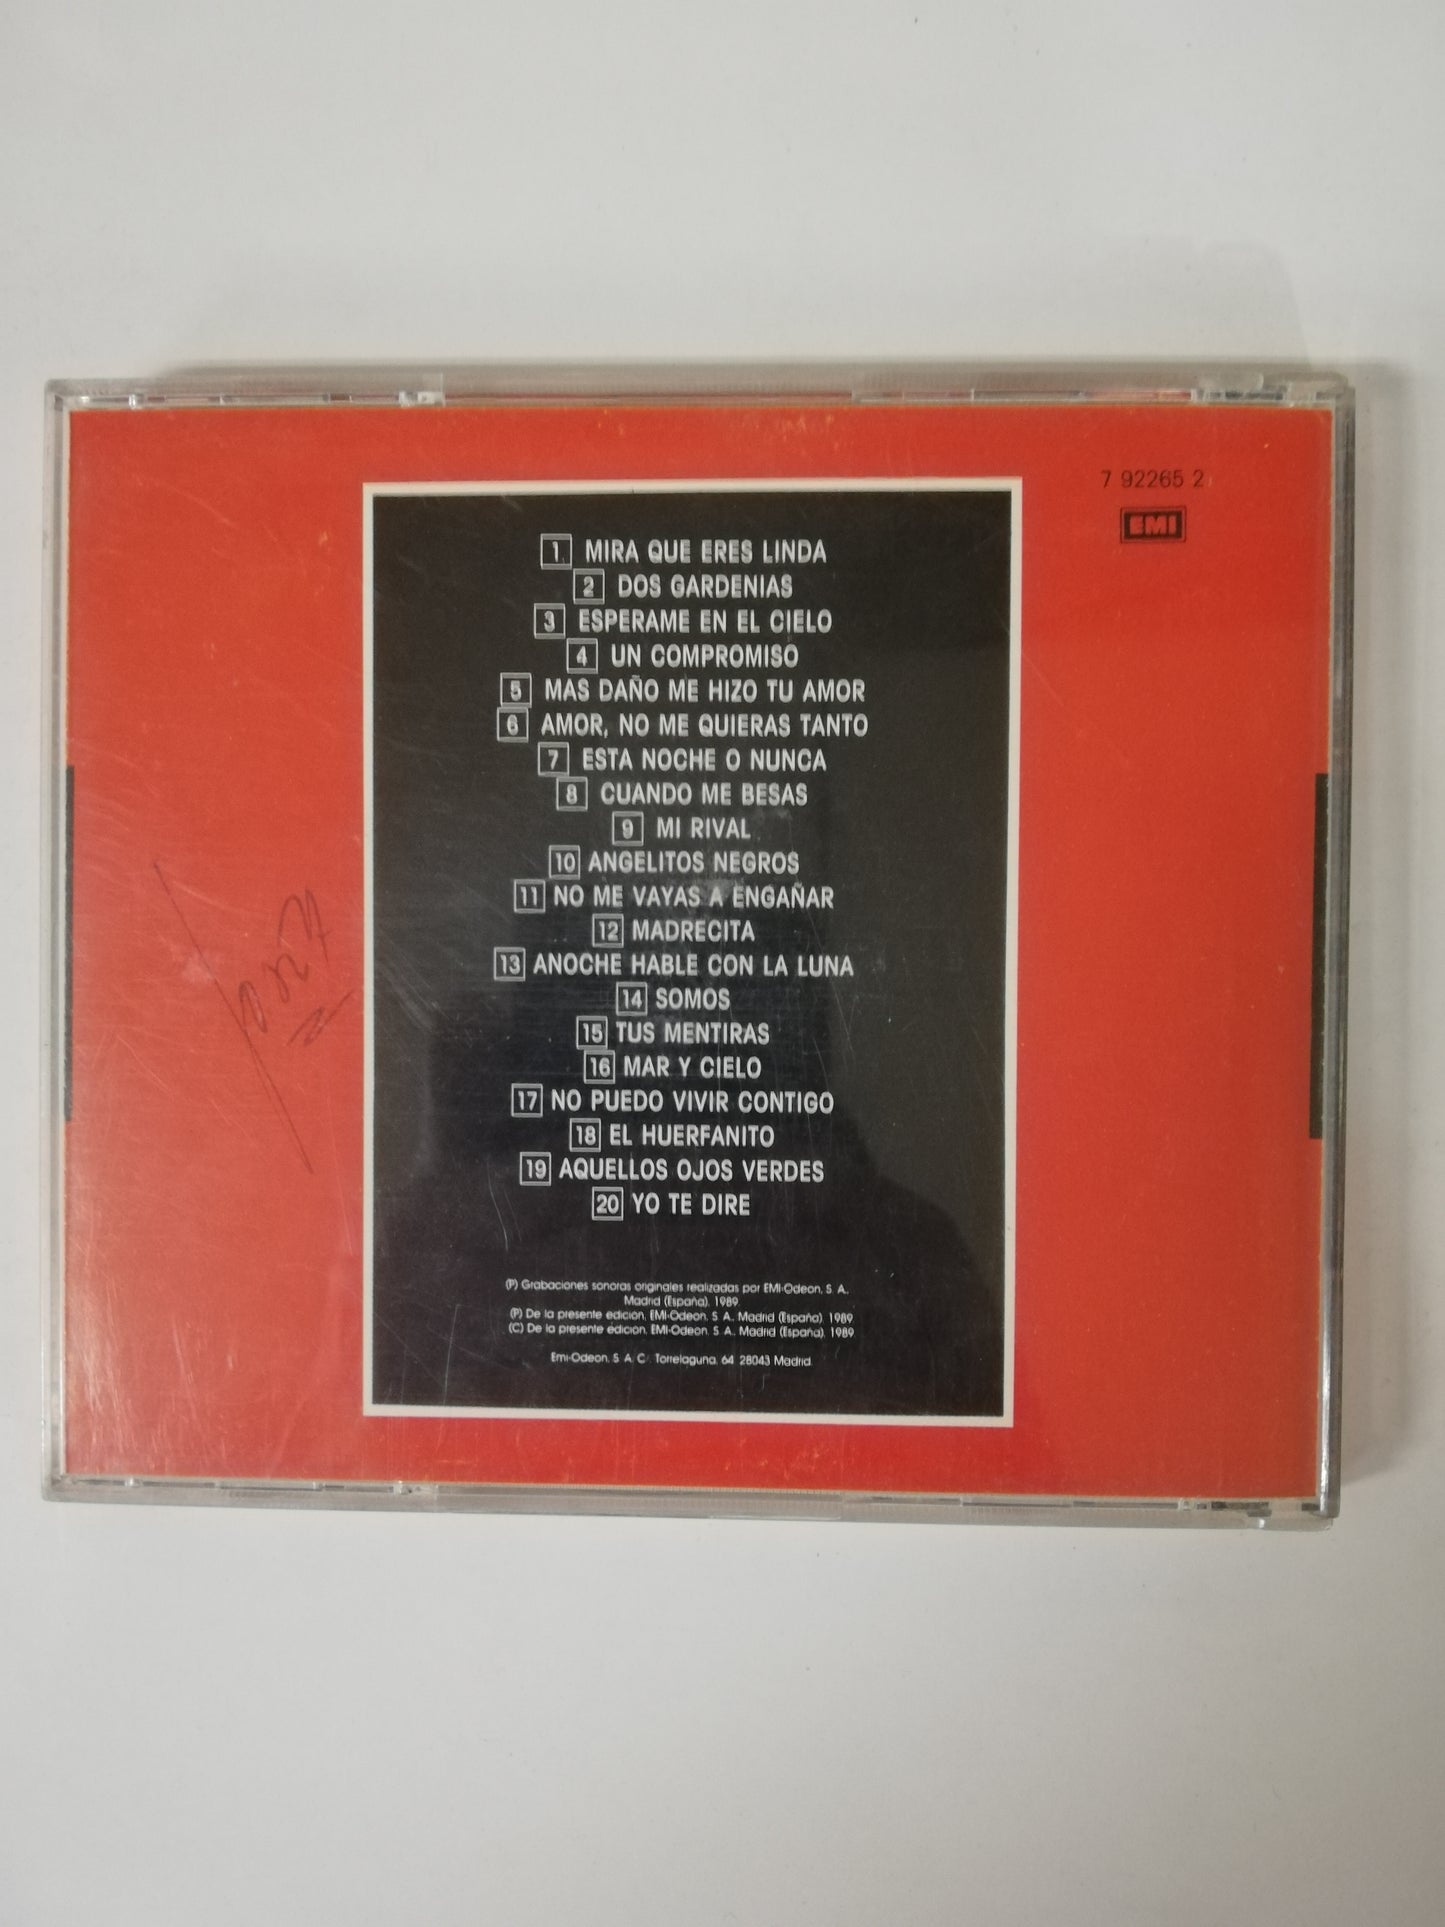 7 92265 2
EMI
1 MIRA QUE ERES LINDA
2 DOS GARDENIAS
3 ESPERAME EN EL CIELO
4 UN COMPROMISO
5 MAS DAÑO ME HIZO TU AMOR
6 AMOR, NO ME QUIERAS TANTO
7 ESTA NOCHE O NUNCA
8 CUANDO ME BESAS
9 MI RIVAL
10 ANGELITOS NEGROS
11 NO ME VAYAS A ENGAÑAR
12 MADRECITA
13 ANOCHE HABLE CON LA LUNA
14 SOMOS
15 TUS MENTIRAS
16 MAR Y CIELO
17 NO PUEDO VIVIR CONTIGO
18 EL HUERFANITO
19 AQUELLOS OJOS VERDES
20 YO TE DIRE
(P) Grabaciones sonoras originales realizadas por EMI-Odeon, S. A.,
Madrid (España), 1989
(P) De la presente edicion, EMI-Odeon, S. A., Madrid (España), 1989
(C) De la presente edicion, EMI-Odeon, S. A., Madrid (España), 1989
Emi-Odeon, S. A. C/. Torrelaguna, 64. 28043 Madrid.